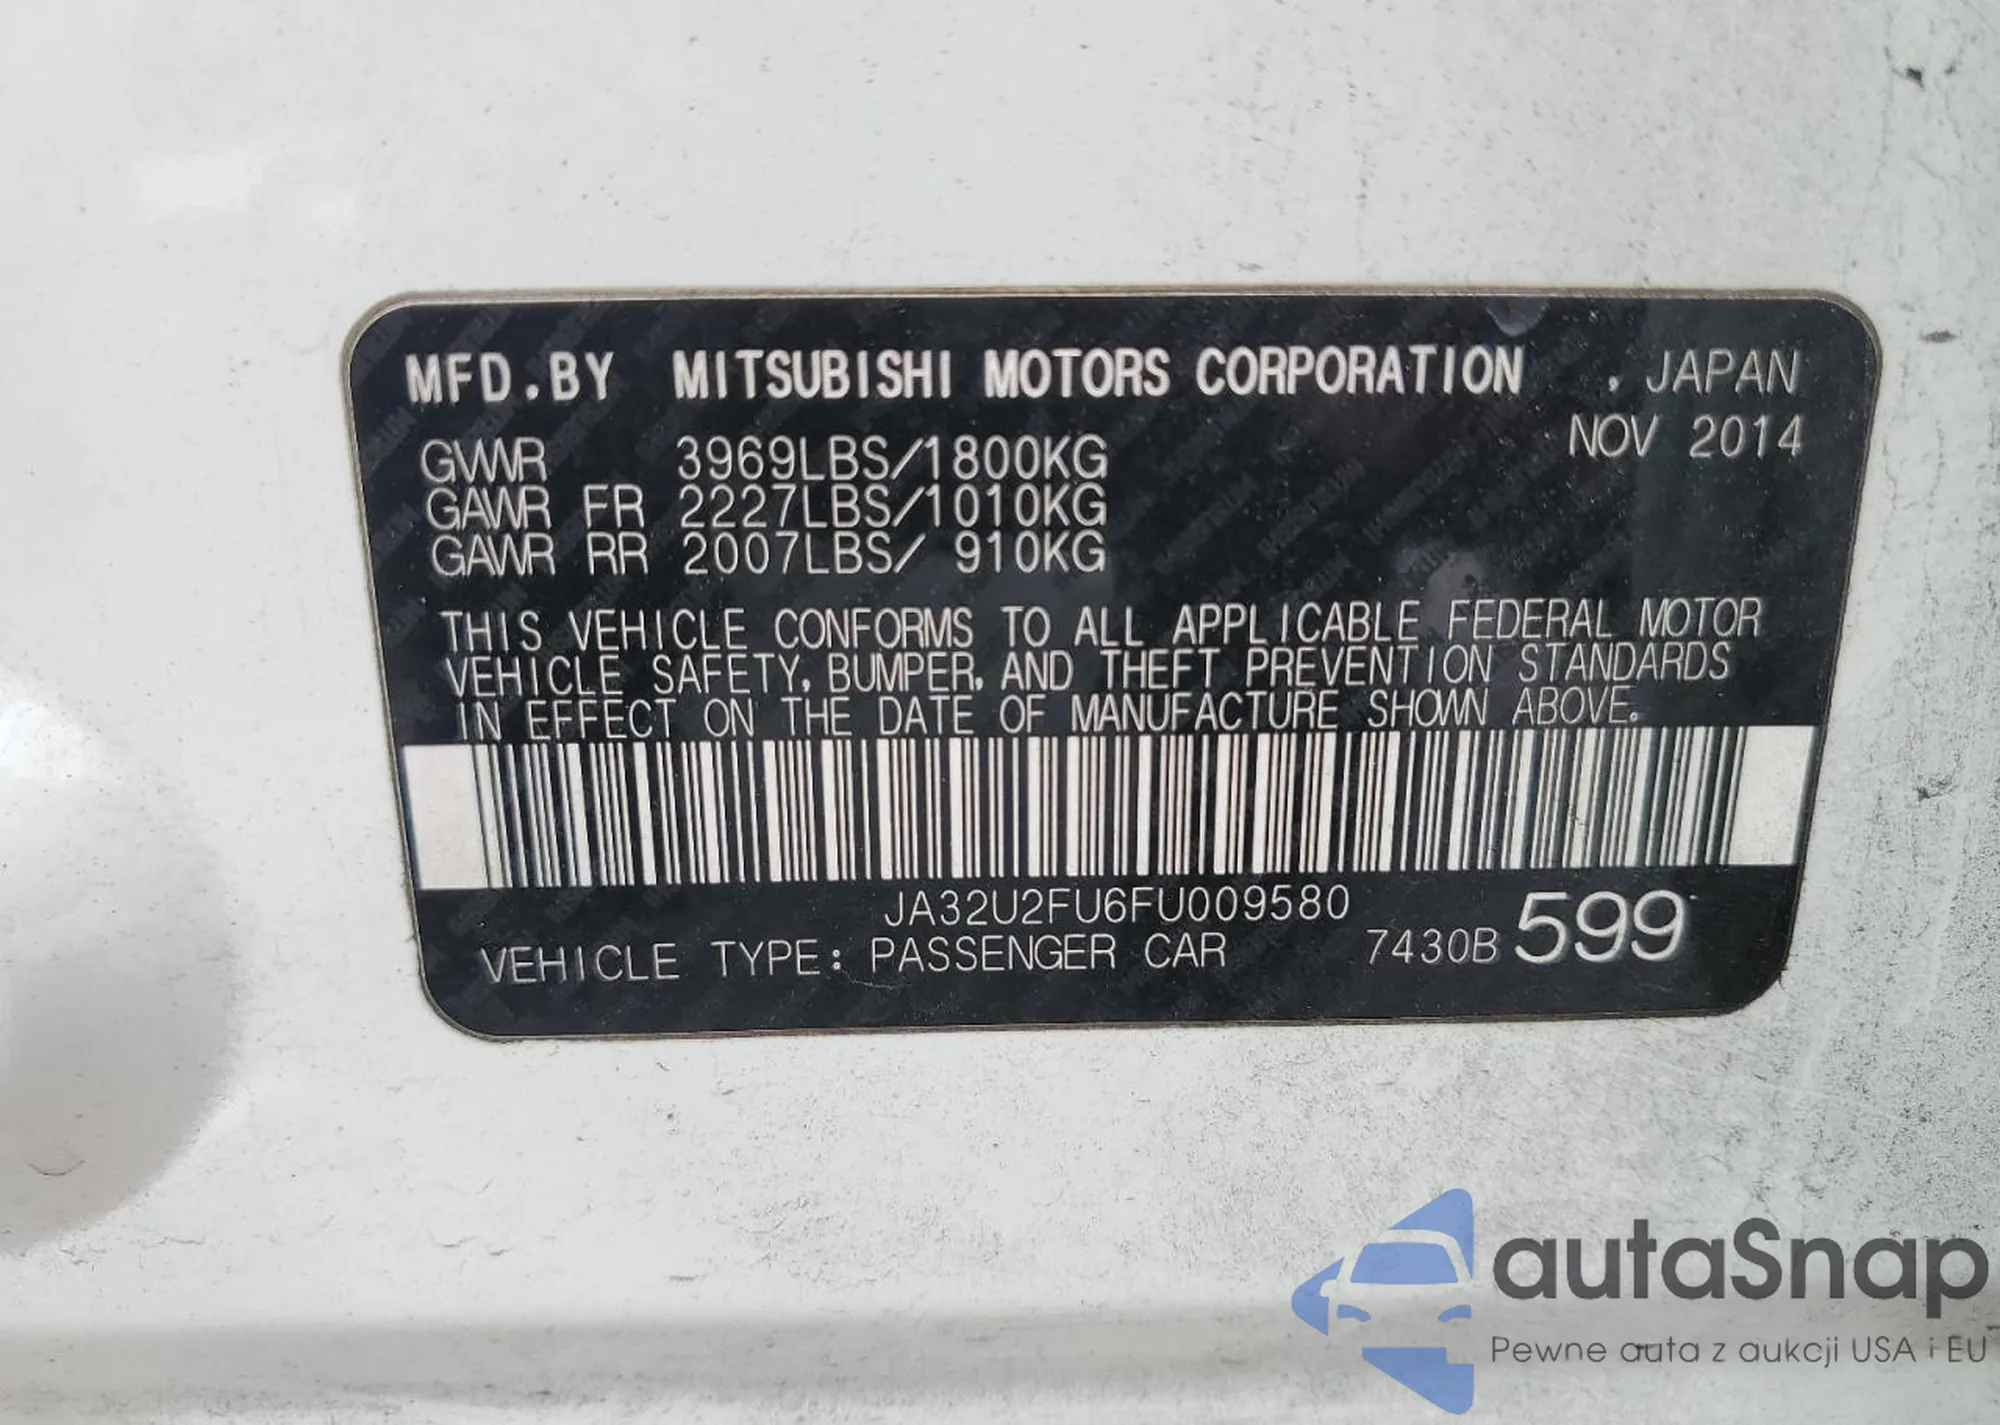 MFD.BY MITSUBISHI MOTORS CORPORATION , JAPAN
NOV 2014
GVWR 3969LBS/1800KG
GAWR FR 2227LBS/1010KG
GAWR RR 2007LBS/ 910KG
THIS VEHICLE CONFORMS TO ALL APPLICABLE FEDERAL MOTOR
VEHICLE SAFETY, BUMPER, AND THEFT PREVENTION STANDARDS
IN EFFECT ON THE DATE OF MANUFACTURE SHOWN ABOVE.
JA32U2FU6FU009580
VEHICLE TYPE: PASSENGER CAR 7430B 599
autaSnap
Pewne auta z aukcji USA i EU